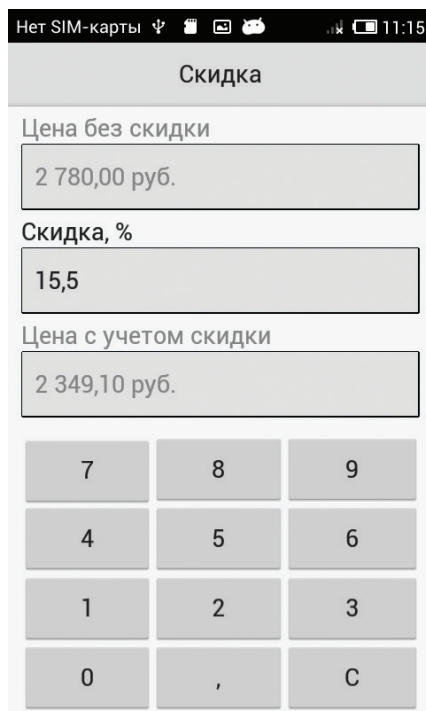 Нет SIM-карты 11:15
Скидка
Цена без скидки
2 780,00 руб.
Скидка, %
15,5
Цена с учетом скидки
2 349,10 руб.
7 8 9
4 5 6
1 2 3
0 , C